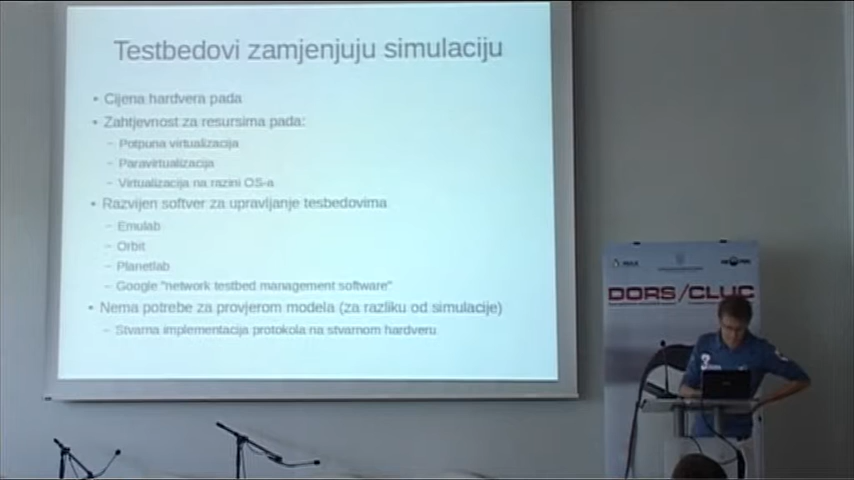 Testbedovi zamjenjuju simulaciju
• Cijena hardvera pada
• Zahtjevnost za resursima pada:
– Potpuna virtualizacija
– Paravirtualizacija
– Virtualizacija na razini OS-a
• Razvijen softver za upravljanje tesbedovima
– Emulab
– Orbit
– Planetlab
– Google "network testbed management software"
• Nema potrebe za provjerom modela (za razliku od simulacije)
– Stvarna implementacija protokola na stvarnom hardveru
DORS/CLUC